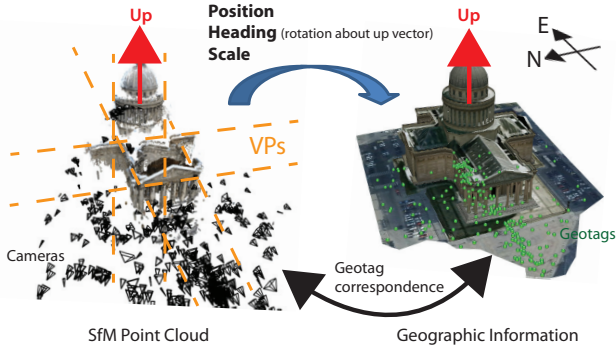 Up
Position
Heading (rotation about up vector)
Scale
Up
E
N
VPs
Cameras
Geotags
Geotag
correspondence
SfM Point Cloud
Geographic Information